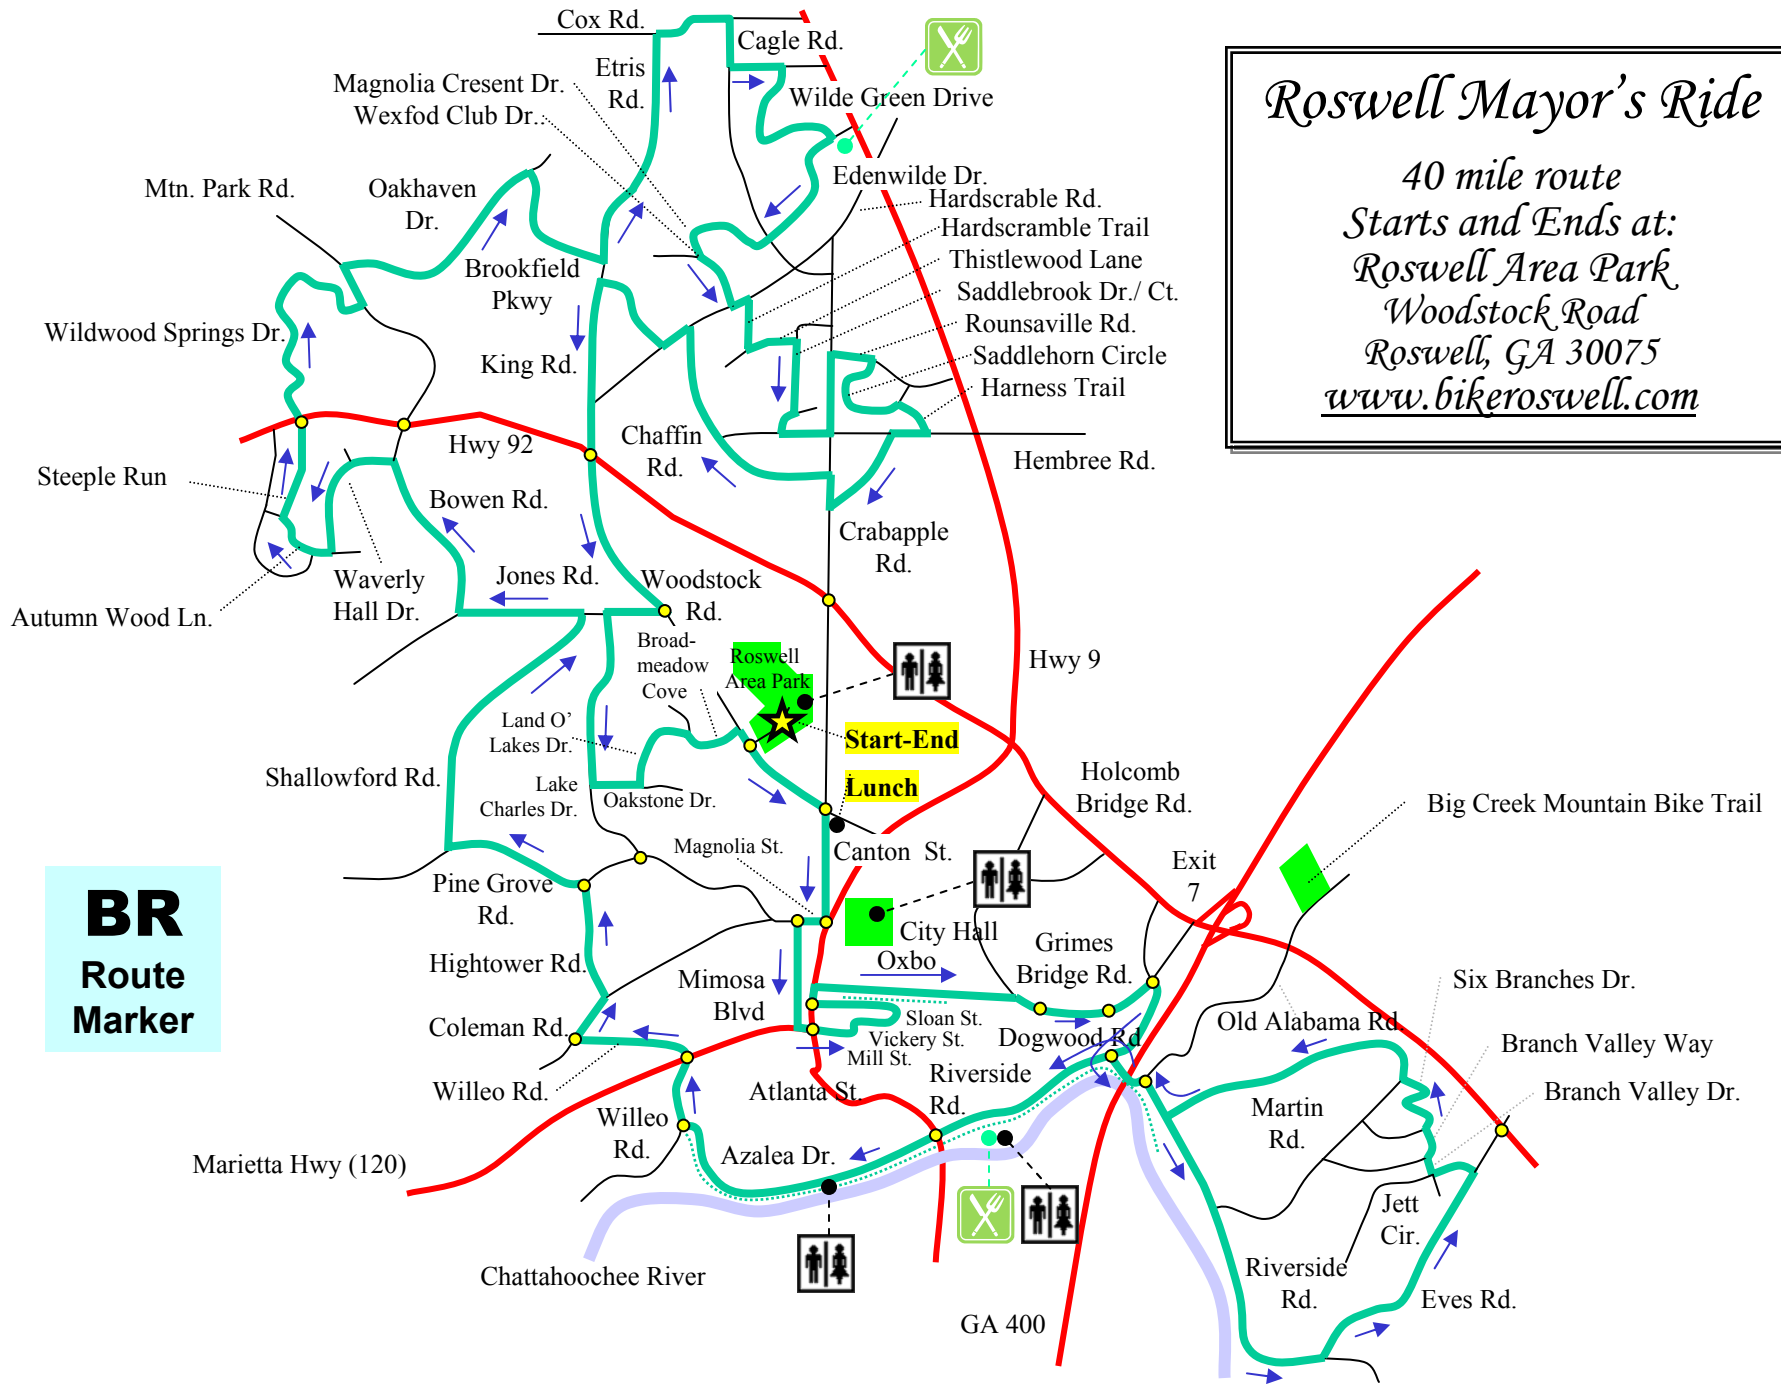 Cox Rd.
Cagle Rd.
Etris
Rd.
Magnolia Cresent Dr.
Wexfod Club Dr..
Wilde Green Drive
Roswell Mayor's Ride
40 mile route
Starts and Ends at:
Roswell Area Park
Woodstock Road
Roswell, GA 30075
www.bikeroswell.com
Mtn. Park Rd.
Oakhaven
Dr.
Edenwilde Dr.
Hardscrable Rd.
Hardscramble Trail
Thistlewood Lane
Saddlebrook Dr./ Ct.
Rounsaville Rd.
Saddlehorn Circle
Harness Trail
Brookfield
Pkwy
Wildwood Springs Dr.
King Rd.
Hwy 92
Chaffin
Rd.
Hembree Rd.
Steeple Run
Bowen Rd.
Crabapple
Rd.
Waverly
Hall Dr.
Jones Rd.
Woodstock
Rd.
Autumn Wood Ln.
Broad-
meadow
Cove
Roswell
Area Park
Hwy 9
Land O'
Lakes Dr.
Start-End
Shallowford Rd.
Lake
Charles Dr.
Oakstone Dr.
Lunch
Holcomb
Bridge Rd.
Big Creek Mountain Bike Trail
Magnolia St.
Canton St.
Exit
7
Pine Grove
Rd.
BR
Route
Marker
City Hall
Hightower Rd.
Mimosa
Blvd
Oxbo
Grimes
Bridge Rd.
Six Branches Dr.
Coleman Rd.
Sloan St.
Vickery St.
Mill St.
Dogwood Rd
Old Alabama Rd
Branch Valley Way
Willeo Rd.
Atlanta St.
Riverside
Rd.
Branch Valley Dr.
Willeo
Rd.
Martin
Rd.
Marietta Hwy (120)
Azalea Dr.
Jett
Cir.
Chattahoochee River
Riverside
Rd.
Eves Rd.
GA 400